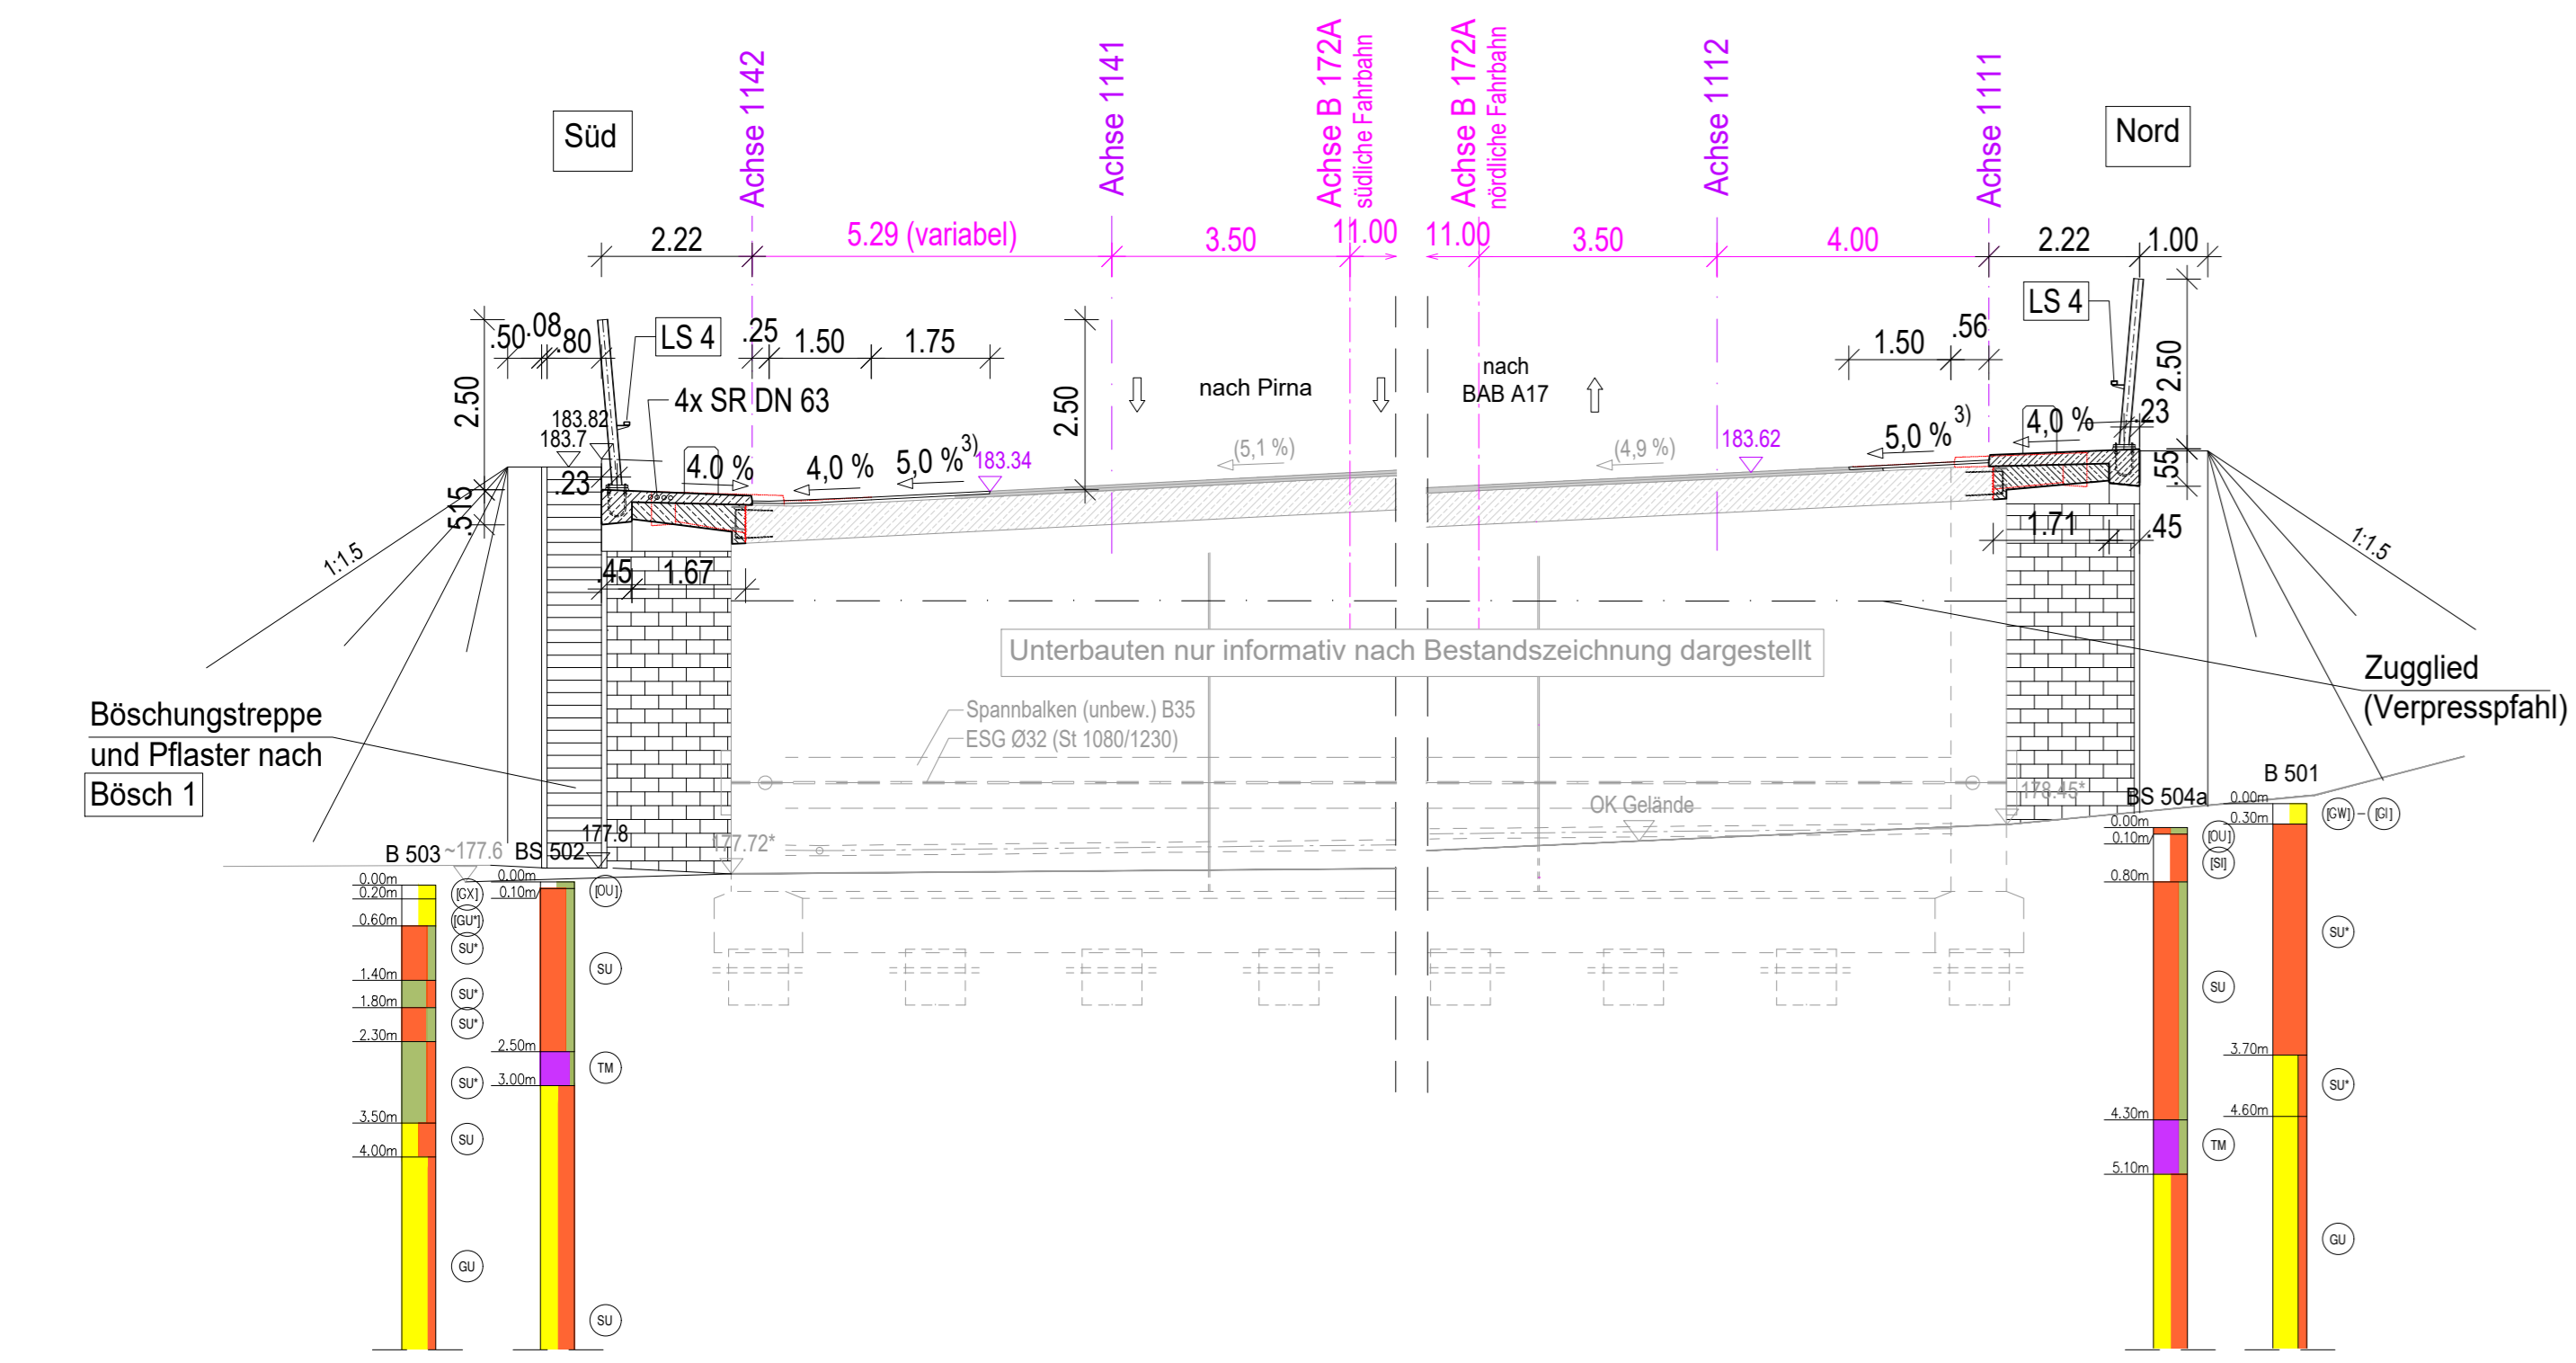 Süd
Nord
Achse 1142
Achse 1141
Achse B 172A
südliche Fahrbahn
Achse B 172A
nördliche Fahrbahn
Achse 1112
Achse 1111
2.22
5.29 (variabel)
3.50
11.00
11.00
3.50
4.00
2.22
1.00
.50
.08
.80
LS 4
.25
1.50
1.75
2.50
2.50
nach Pirna
nach
BAB A17
1.50
.56
LS 4
2.50
4x SR DN 63
183.82
183.7
.23
.515
4.0 %
4,0 %
5,0 % 3)
183.34
(5,1 %)
(4,9 %)
183.62
5,0 % 3)
4,0 %
.23
.55
1:1.5
.45
1.67
1.71
.45
1:1.5
Unterbauten nur informativ nach Bestandszeichnung dargestellt
Zugglied
(Verpresspfahl)
Böschungstreppe
und Pflaster nach
Bösch 1
Spannbalken (unbew.) B35
ESG Ø32 (St 1080/1230)
OK Gelände
178.45*
177.72*
177.8
~177.6
B 503
0.00m
0.20m
0.60m
1.40m
1.80m
2.30m
3.50m
4.00m
[GX]
[GU*]
SU*
SU*
SU*
SU*
SU
GU
BS 502
0.00m
0.10m
2.50m
3.00m
[OU]
SU
TM
SU
BS 504a
0.00m
0.10m
0.80m
4.30m
5.10m
[OU]
[SI]
SU
TM
B 501
0.00m
0.30m
3.70m
4.60m
[GW] - [GI]
SU*
SU*
GU